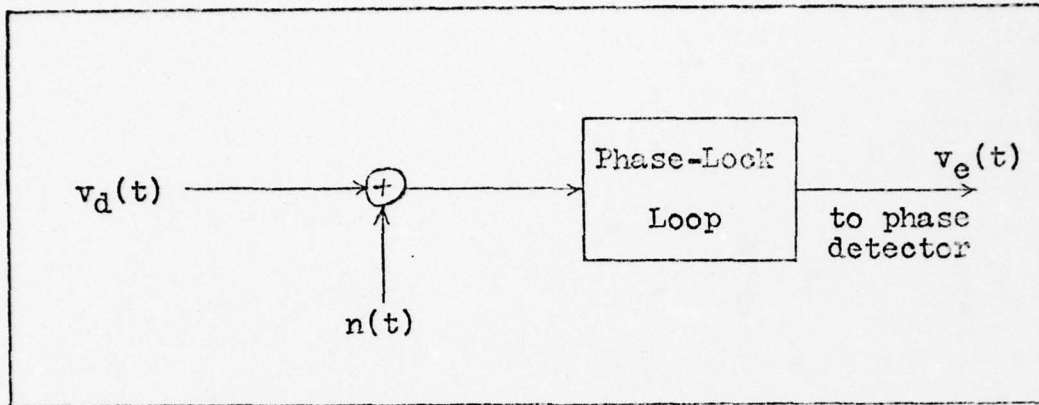 v_d(t)
+
n(t)
Phase-Lock
Loop
v_e(t)
to phase
detector